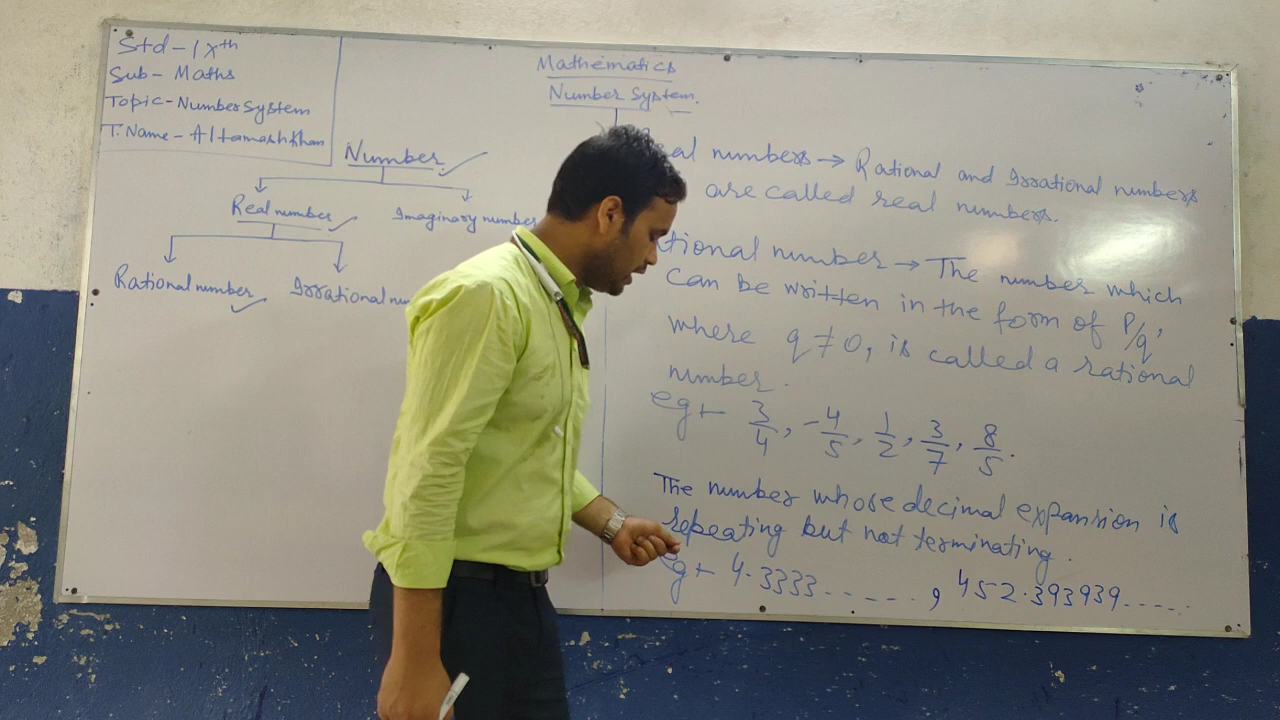 Std - IXth
Sub - Maths
Topic - Number System
T. Name - Altamash Khan
Number
Real number
Imaginary number
Rational number
Irrational nu
Mathematics
Number System.
eal numbers → Rational and Irrational numbers
are called real numbers.
tional number → The number which
can be written in the form of P/q,
where q ≠ 0, is called a rational
number.
eg + 3/4, -4/5, 1/2, 3/7, 8/5.
The number whose decimal expansion is
repeating but not terminating.
eg + 4.3333......, 452.393939.....